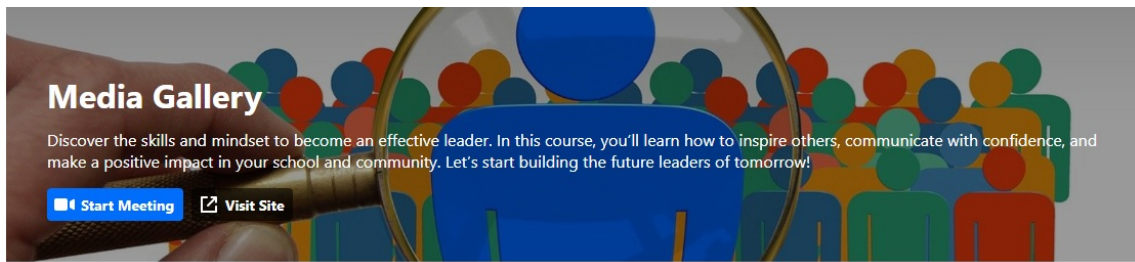 Media Gallery
Discover the skills and mindset to become an effective leader. In this course, you'll learn how to inspire others, communicate with confidence, and
make a positive impact in your school and community. Let's start building the future leaders of tomorrow!
Start Meeting
Visit Site